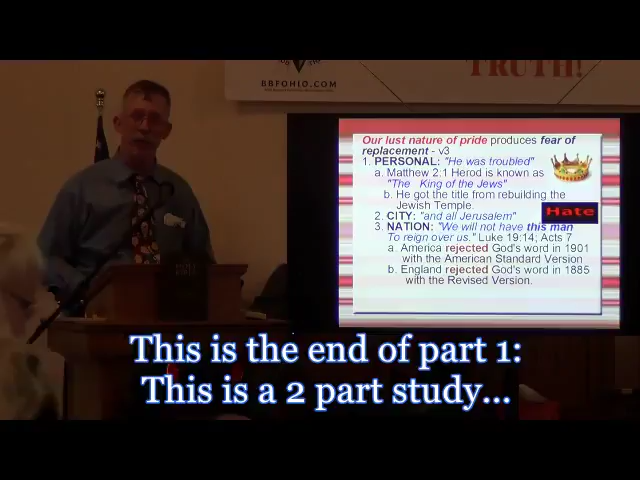 BBFOHIO.COM
TRUTH!
Our lust nature of pride produces fear of
replacement - v3
1. PERSONAL: "He was troubled"
a. Matthew 2:1 Herod is known as
"The King of the Jews"
b. He got the title from rebuilding the
Jewish Temple.
Hate
2. CITY: "and all Jerusalem"
3. NATION: "We will not have this man
To reign over us." Luke 19:14; Acts 7
a. America rejected God's word in 1901
with the American Standard Version
b. England rejected God's word in 1885
with the Revised Version.
This is the end of part 1:
This is a 2 part study...